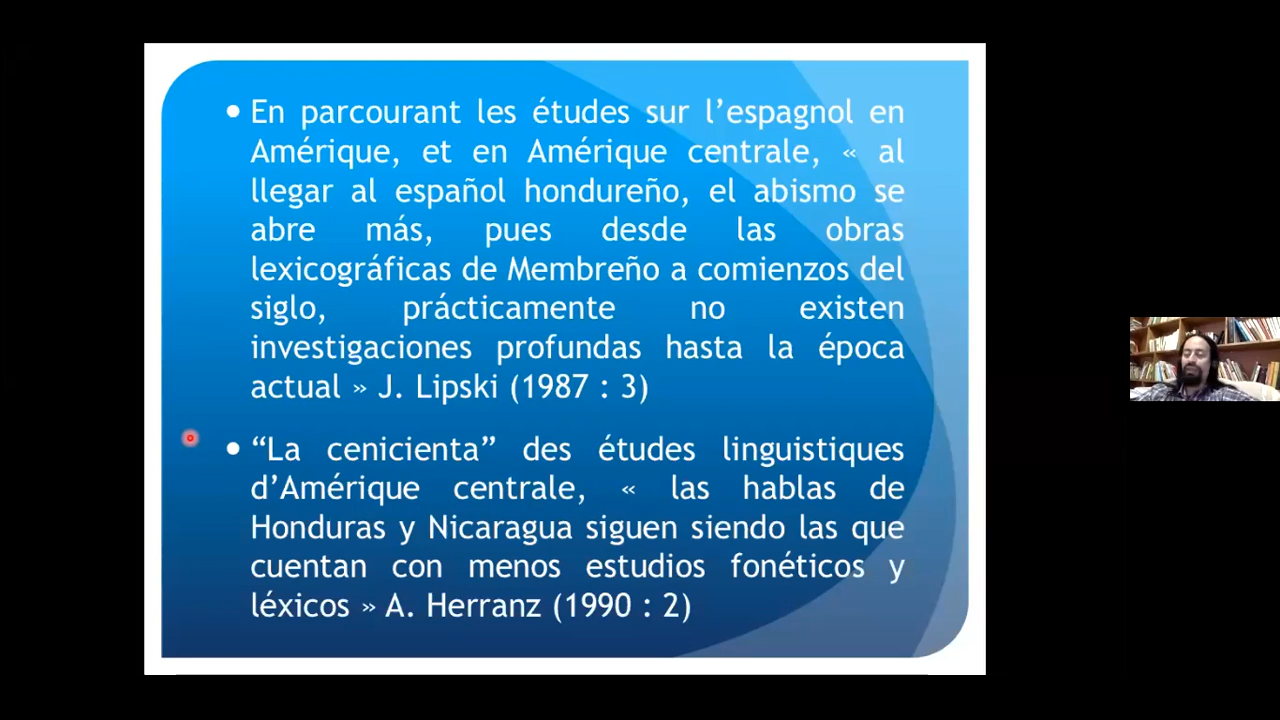 • En parcourant les études sur l’espagnol en
Amérique, et en Amérique centrale, « al
llegar al español hondureño, el abismo se
abre más, pues desde las obras
lexicográficas de Membreño a comienzos del
siglo, prácticamente no existen
investigaciones profundas hasta la época
actual » J. Lipski (1987 : 3)
• “La cenicienta” des études linguistiques
d’Amérique centrale, « las hablas de
Honduras y Nicaragua siguen siendo las que
cuentan con menos estudios fonéticos y
léxicos » A. Herranz (1990 : 2)